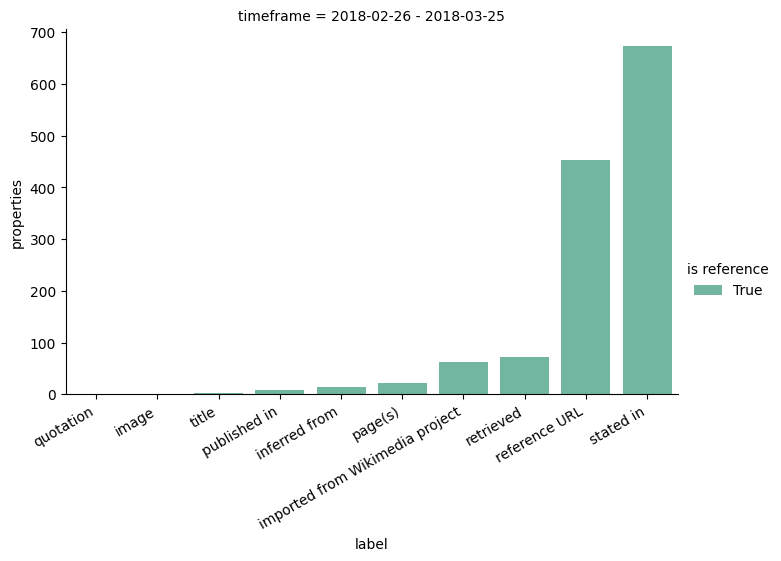 timeframe = 2018-02-26 - 2018-03-25
700
600
500
400
300
200
100
0
properties
quotation
image
title
published in
inferred from
page(s)
imported from Wikimedia project
retrieved
reference URL
stated in
label
is reference
True